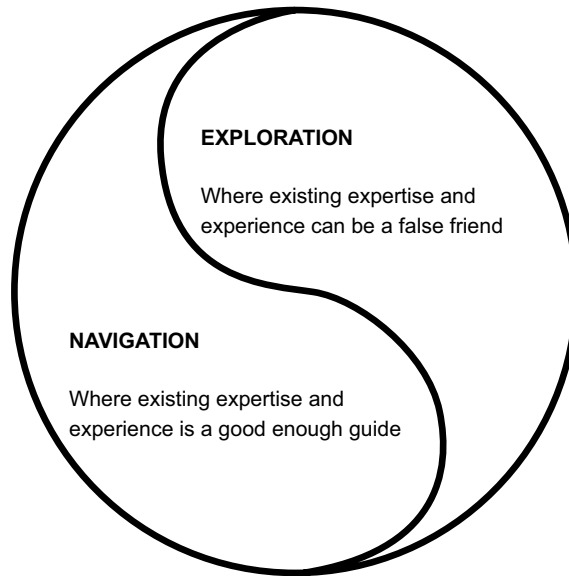 EXPLORATION
Where existing expertise and
experience can be a false friend
NAVIGATION
Where existing expertise and
experience is a good enough guide